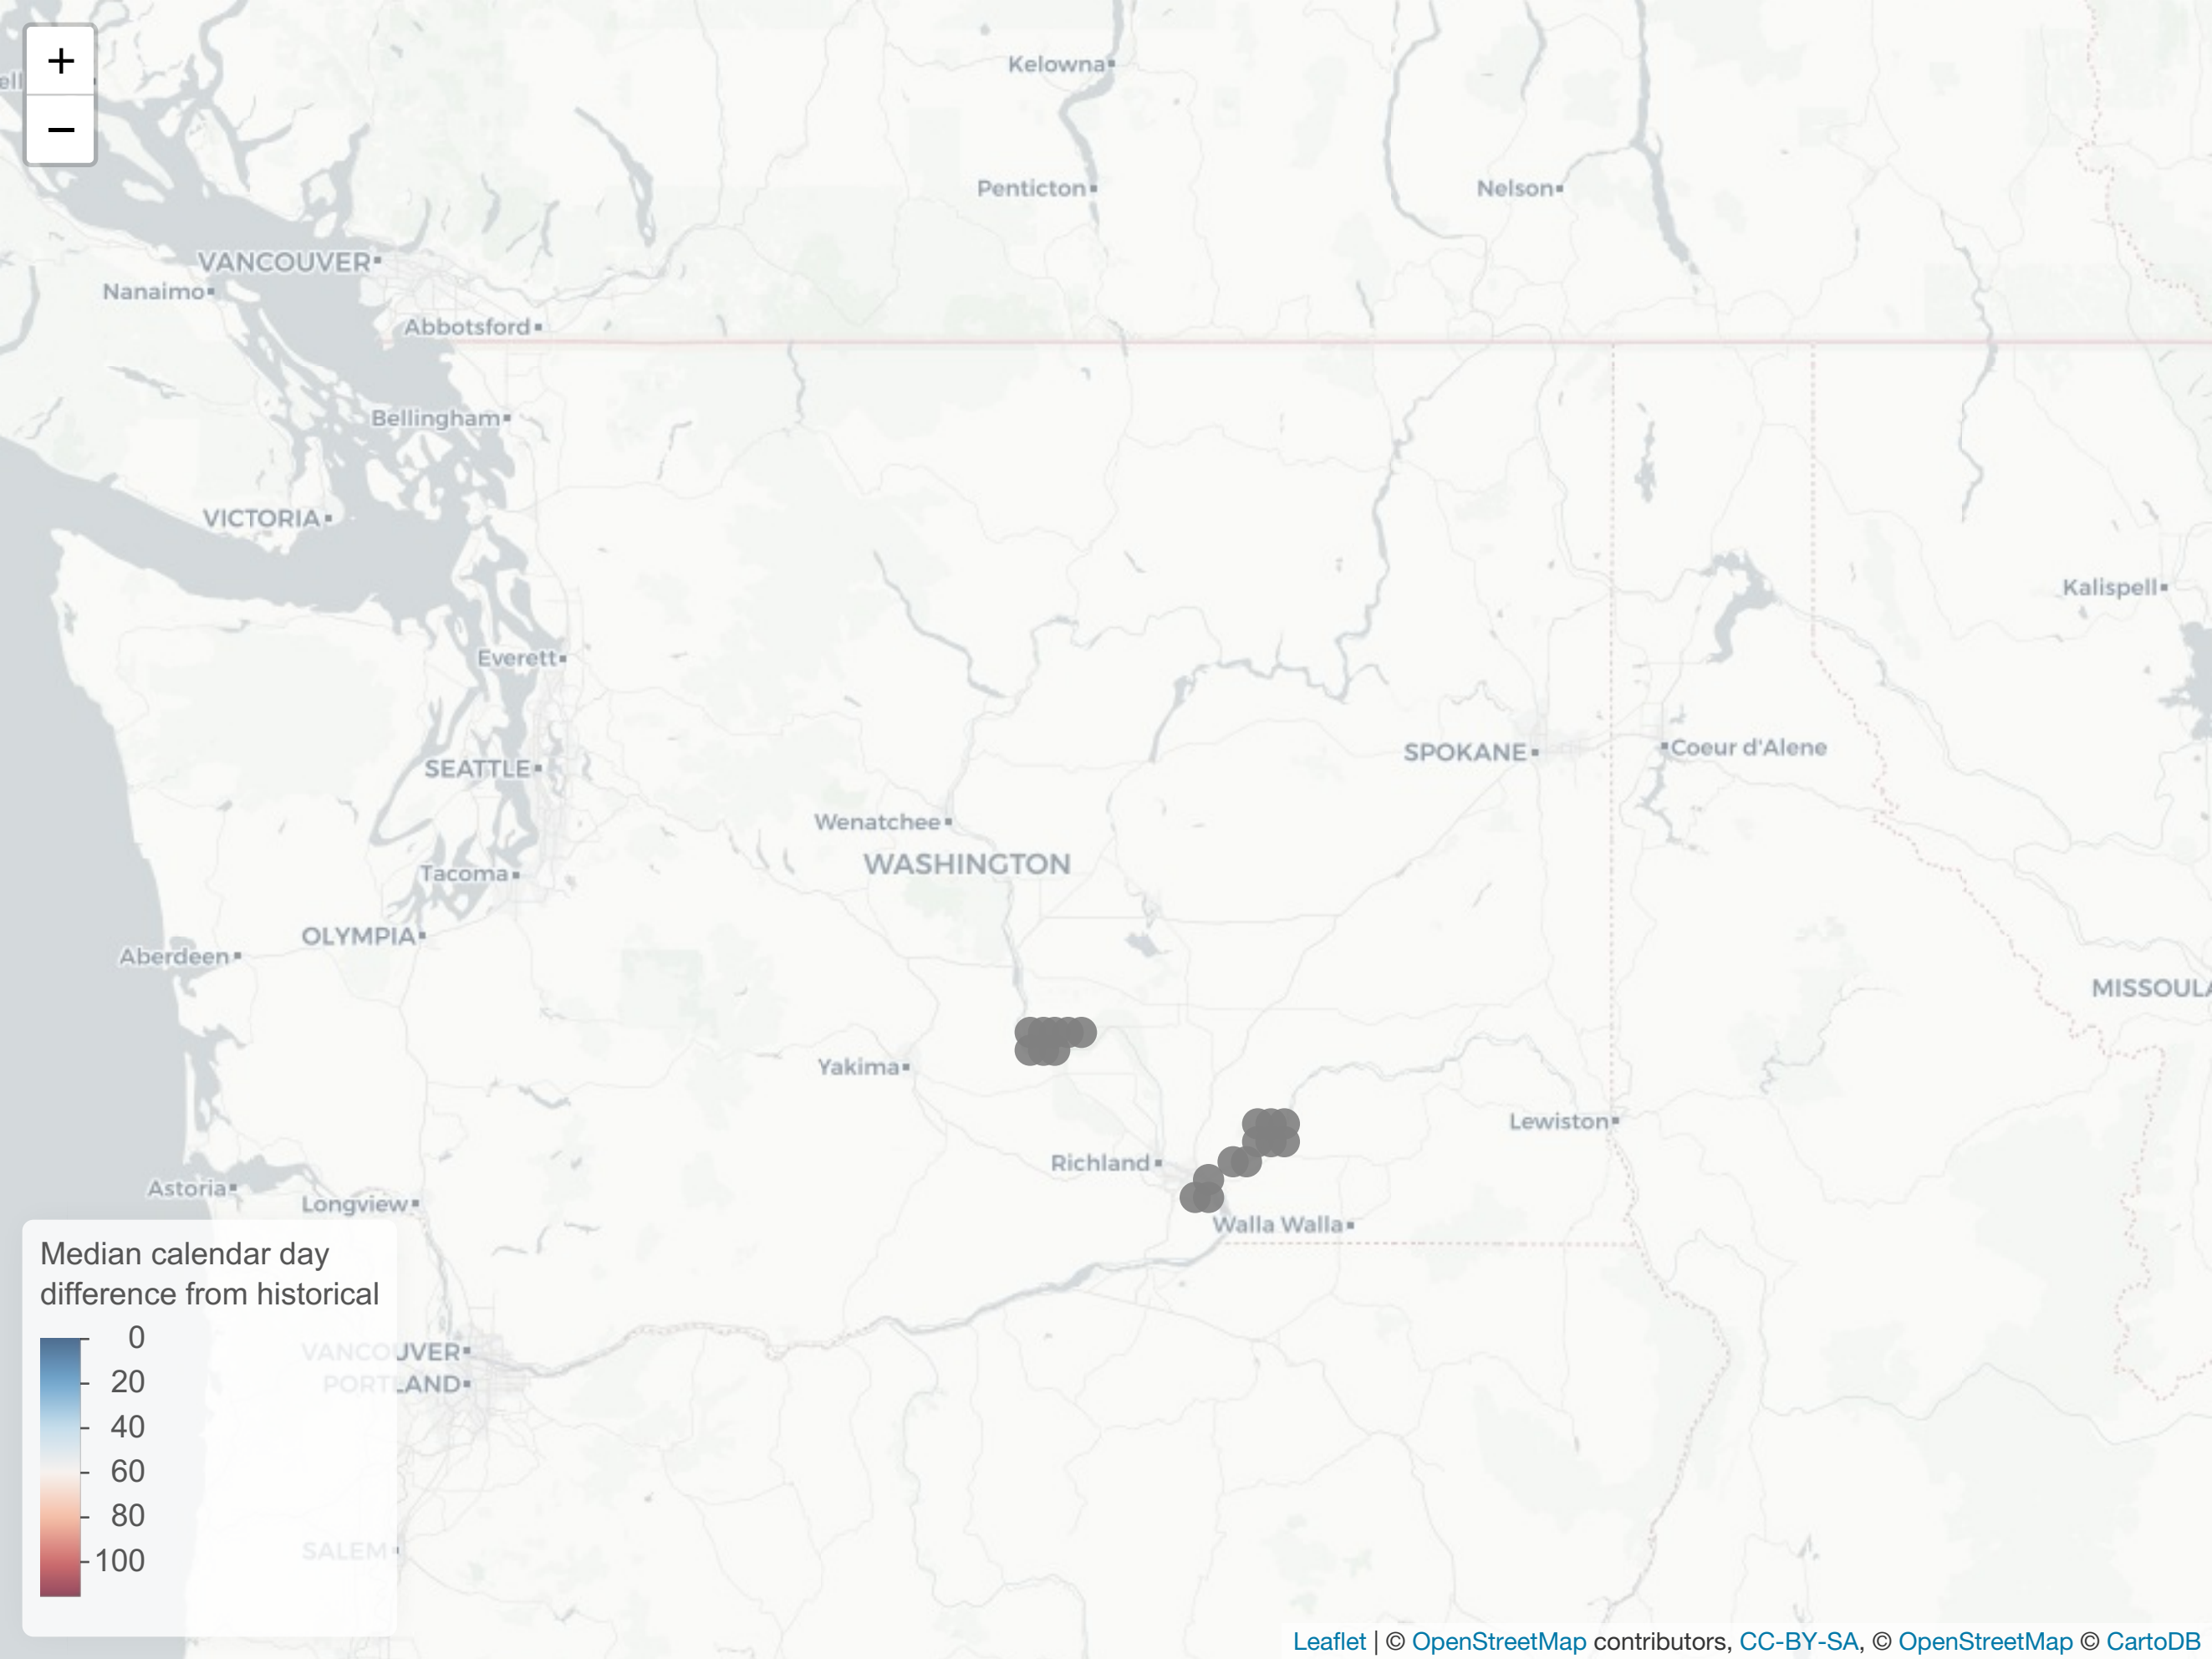 +
−
Kelowna
Penticton
Nelson
VANCOUVER
Nanaimo
Abbotsford
Bellingham
VICTORIA
Kalispell
Everett
SPOKANE
Coeur d'Alene
SEATTLE
Wenatchee
WASHINGTON
Tacoma
OLYMPIA
Aberdeen
MISSOULA
Yakima
Lewiston
Richland
Astoria
Longview
Walla Walla
Median calendar day
difference from historical
0
20
40
60
80
100
VANCOUVER
PORTLAND
SALEM
Leaflet | © OpenStreetMap contributors, CC-BY-SA, © OpenStreetMap © CartoDB